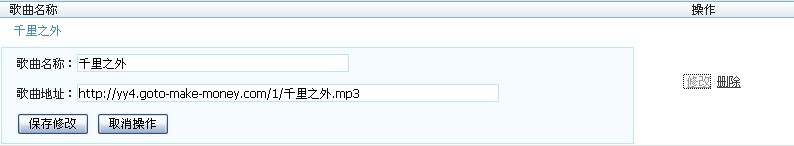 歌曲名称 操作
千里之外
歌曲名称：千里之外
歌曲地址：http://yy4.goto-make-money.com/1/千里之外.mp3
修改 删除
保存修改 取消操作